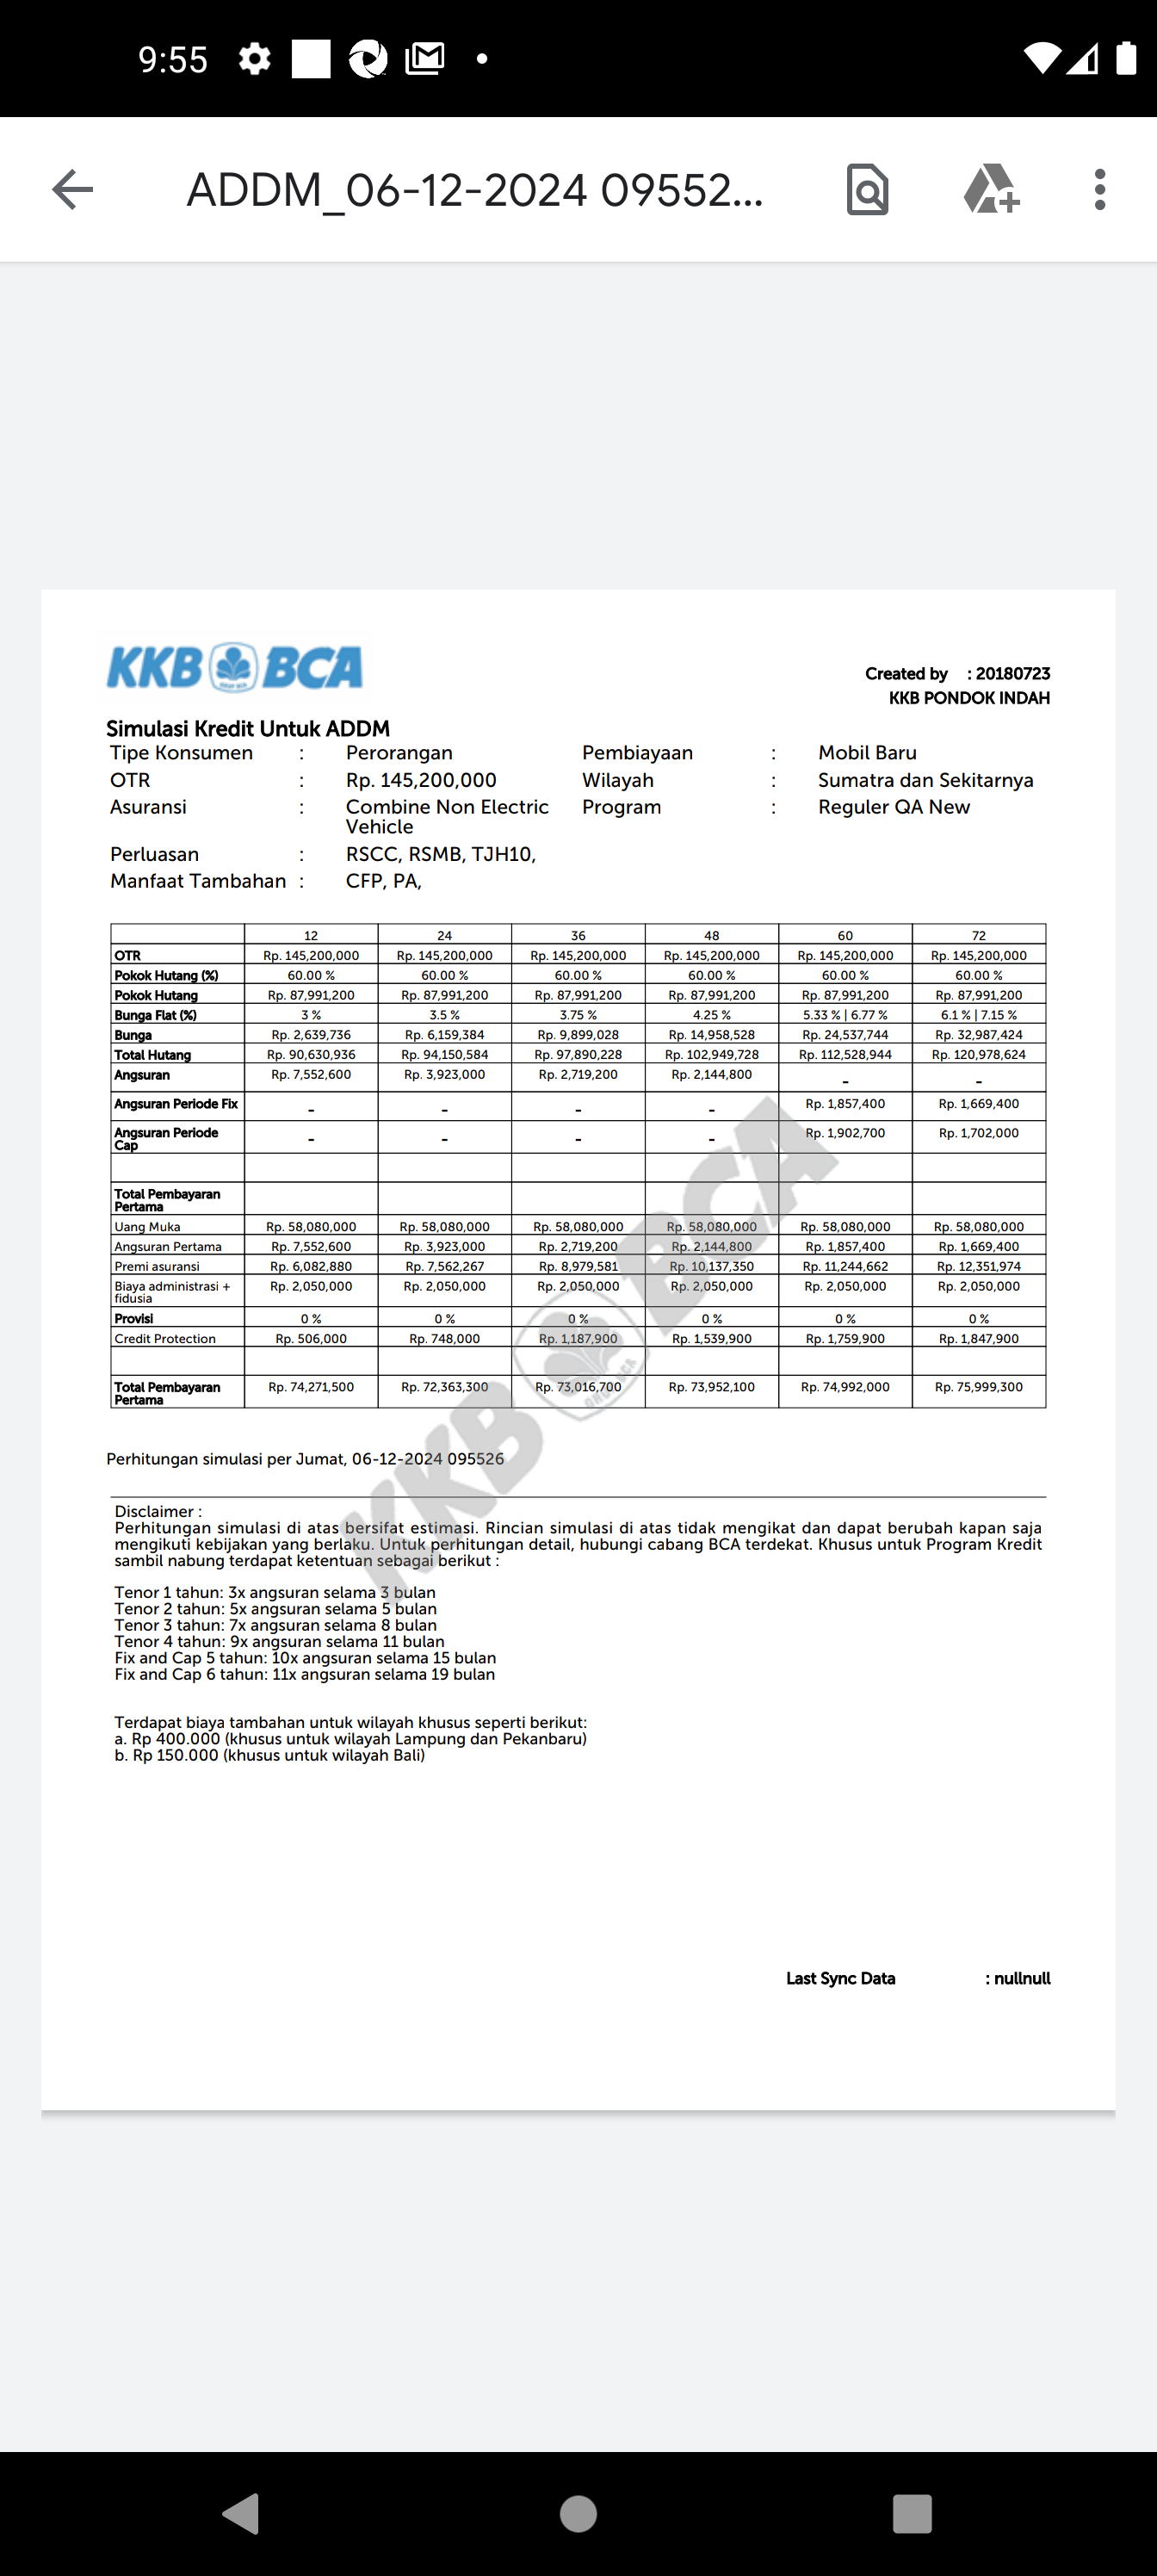 9:55
ADDM_06-12-2024 09552...
KKB BCA
Created by : 20180723
KKB PONDOK INDAH
Simulasi Kredit Untuk ADDM
Tipe Konsumen : Perorangan Pembiayaan : Mobil Baru
OTR : Rp. 145,200,000 Wilayah : Sumatra dan Sekitarnya
Asuransi : Combine Non Electric Program : Reguler QA New
Vehicle
Perluasan : RSCC, RSMB, TJH10,
Manfaat Tambahan : CFP, PA,
12 24 36 48 60 72
OTR Rp. 145,200,000 Rp. 145,200,000 Rp. 145,200,000 Rp. 145,200,000 Rp. 145,200,000 Rp. 145,200,000
Pokok Hutang (%) 60.00 % 60.00 % 60.00 % 60.00 % 60.00 % 60.00 %
Pokok Hutang Rp. 87,991,200 Rp. 87,991,200 Rp. 87,991,200 Rp. 87,991,200 Rp. 87,991,200 Rp. 87,991,200
Bunga Flat (%) 3 % 3.5 % 3.75 % 4.25 % 5.33 % | 6.77 % 6.1 % | 7.15 %
Bunga Rp. 2,639,736 Rp. 6,159,384 Rp. 9,899,028 Rp. 14,958,528 Rp. 24,537,744 Rp. 32,987,424
Total Hutang Rp. 90,630,936 Rp. 94,150,584 Rp. 97,890,228 Rp. 102,949,728 Rp. 112,528,944 Rp. 120,978,624
Angsuran Rp. 7,552,600 Rp. 3,923,000 Rp. 2,719,200 Rp. 2,144,800 - -
Angsuran Periode Fix - - - - Rp. 1,857,400 Rp. 1,669,400
Angsuran Periode - - - - Rp. 1,902,700 Rp. 1,702,000
Cap
Total Pembayaran
Pertama
Uang Muka Rp. 58,080,000 Rp. 58,080,000 Rp. 58,080,000 Rp. 58,080,000 Rp. 58,080,000 Rp. 58,080,000
Angsuran Pertama Rp. 7,552,600 Rp. 3,923,000 Rp. 2,719,200 Rp. 2,144,800 Rp. 1,857,400 Rp. 1,669,400
Premi asuransi Rp. 6,082,880 Rp. 7,562,267 Rp. 8,979,581 Rp. 10,137,350 Rp. 11,244,662 Rp. 12,351,974
Biaya administrasi + Rp. 2,050,000 Rp. 2,050,000 Rp. 2,050,000 Rp. 2,050,000 Rp. 2,050,000 Rp. 2,050,000
fidusia
Provisi 0 % 0 % 0 % 0 % 0 % 0 %
Credit Protection Rp. 506,000 Rp. 748,000 Rp. 1,187,900 Rp. 1,539,900 Rp. 1,759,900 Rp. 1,847,900
Total Pembayaran Rp. 74,271,500 Rp. 72,363,300 Rp. 73,016,700 Rp. 73,952,100 Rp. 74,992,000 Rp. 75,999,300
Pertama
KKB BCA
Perhitungan simulasi per Jumat, 06-12-2024 095526
Disclaimer :
Perhitungan simulasi di atas bersifat estimasi. Rincian simulasi di atas tidak mengikat dan dapat berubah kapan saja
mengikuti kebijakan yang berlaku. Untuk perhitungan detail, hubungi cabang BCA terdekat. Khusus untuk Program Kredit
sambil nabung terdapat ketentuan sebagai berikut :
Tenor 1 tahun: 3x angsuran selama 3 bulan
Tenor 2 tahun: 5x angsuran selama 5 bulan
Tenor 3 tahun: 7x angsuran selama 8 bulan
Tenor 4 tahun: 9x angsuran selama 11 bulan
Fix and Cap 5 tahun: 10x angsuran selama 15 bulan
Fix and Cap 6 tahun: 11x angsuran selama 19 bulan
Terdapat biaya tambahan untuk wilayah khusus seperti berikut:
a. Rp 400.000 (khusus untuk wilayah Lampung dan Pekanbaru)
b. Rp 150.000 (khusus untuk wilayah Bali)
Last Sync Data : nullnull